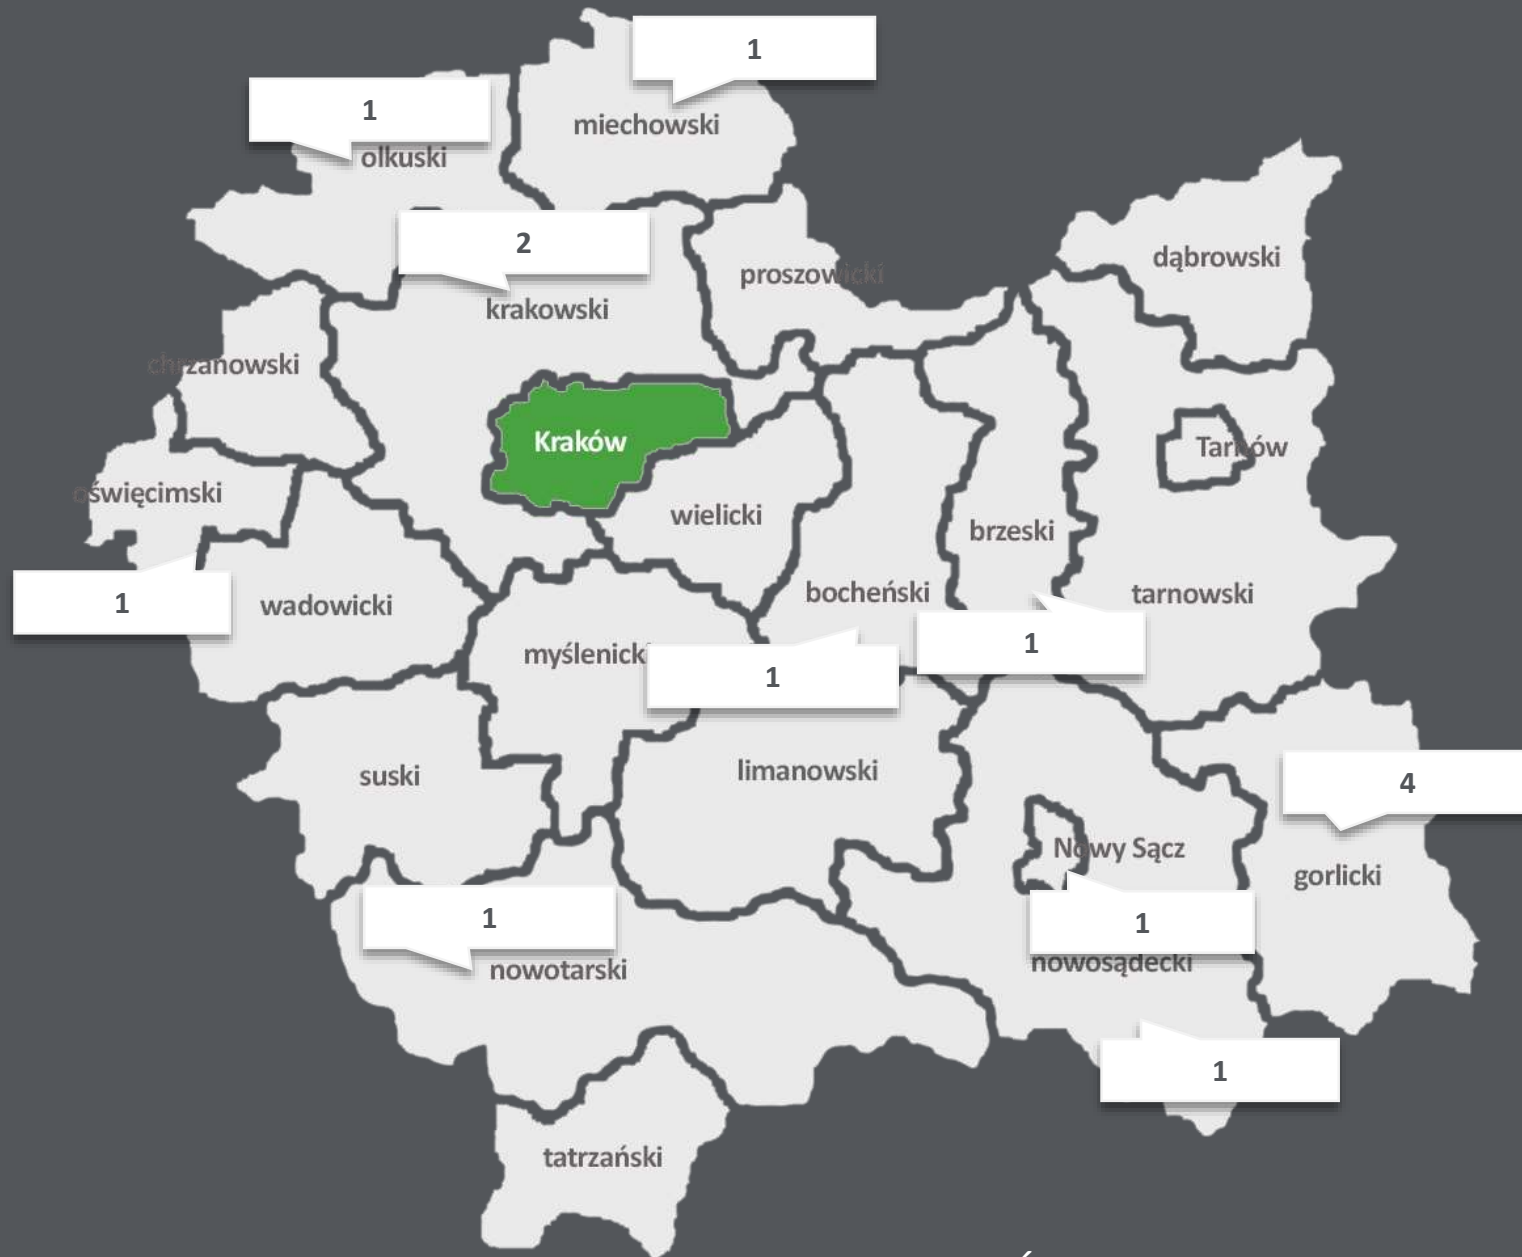 1
1
miechowski
olkuski
2
dąbrowski
proszowicki
krakowski
chrzanowski
Kraków
Tarnów
oświęcimski
wielicki
brzeski
bocheński
tarnowski
1
wadowicki
1
myślenicki
1
limanowski
suski
4
Nowy Sącz
gorlicki
1
1
nowosądecki
nowotarski
1
tatrzański